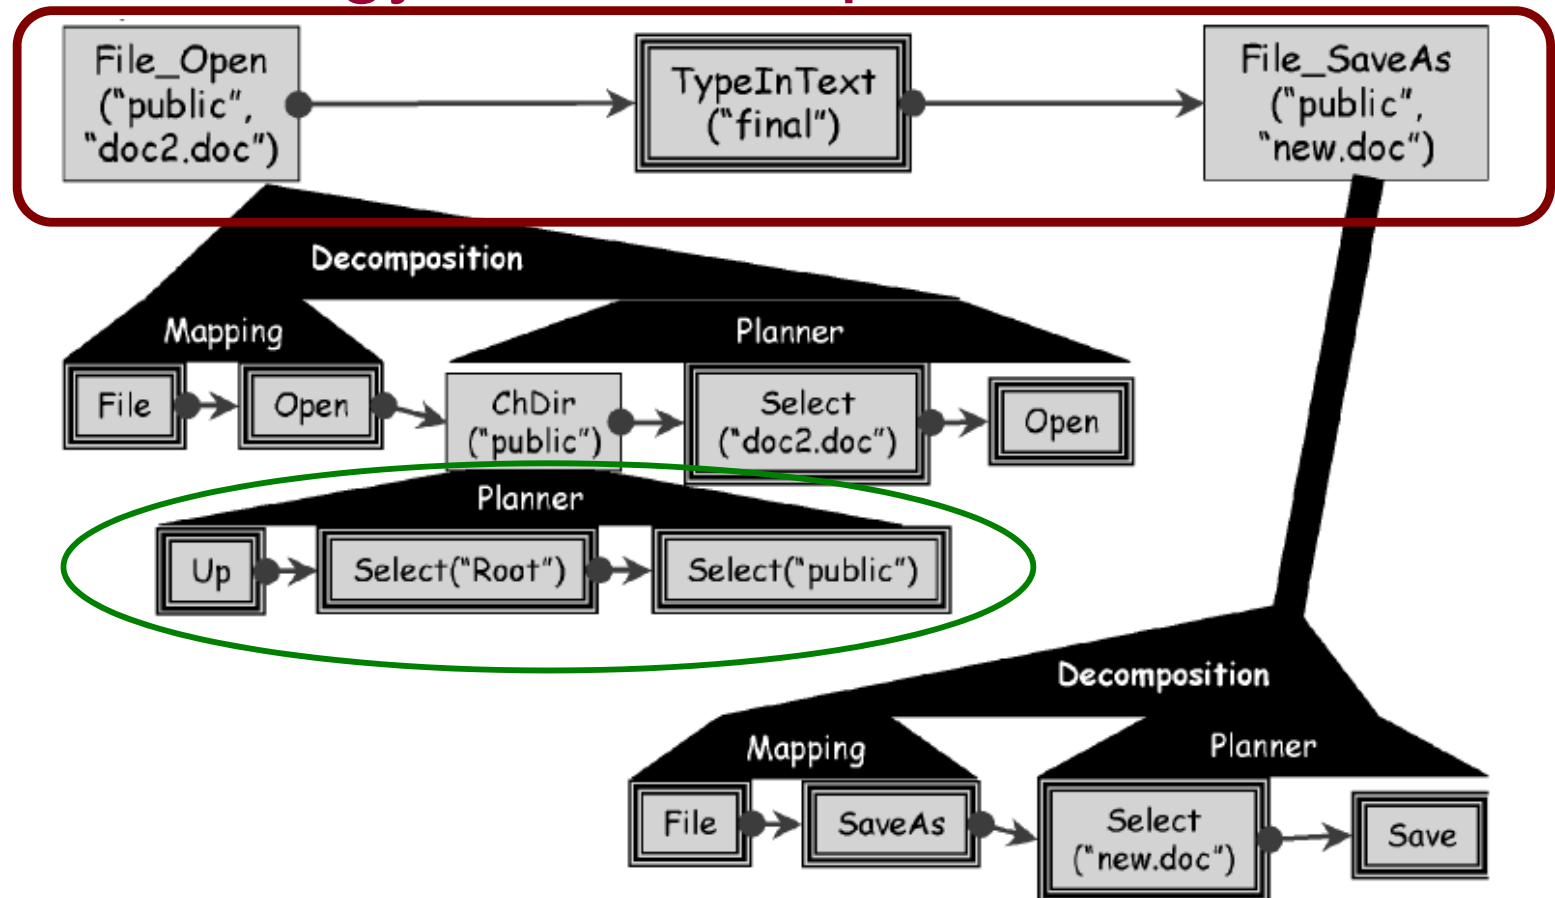 File_Open
("public",
"doc2.doc")
TypeInText
("final")
File_SaveAs
("public",
"new.doc")
Decomposition
Mapping
Planner
File
Open
ChDir
("public")
Select
("doc2.doc")
Open
Planner
Up
Select("Root")
Select("public")
Decomposition
Mapping
Planner
File
SaveAs
Select
("new.doc")
Save